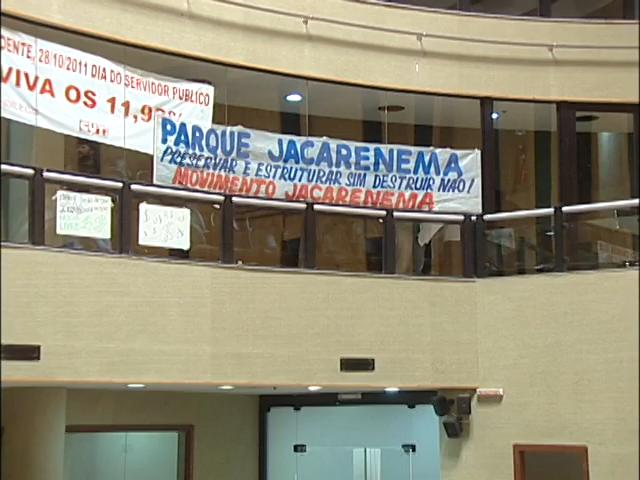 DENTE, 28/10/2011 DIA DO SERVIDOR PUBLICO
VIVA OS 11,9
CUT
PARQUE JACARENEMA
PRESERVAR E ESTRUTURAR SIM DESTRUIR NÃO!
MOVIMENTO JACARENEMA